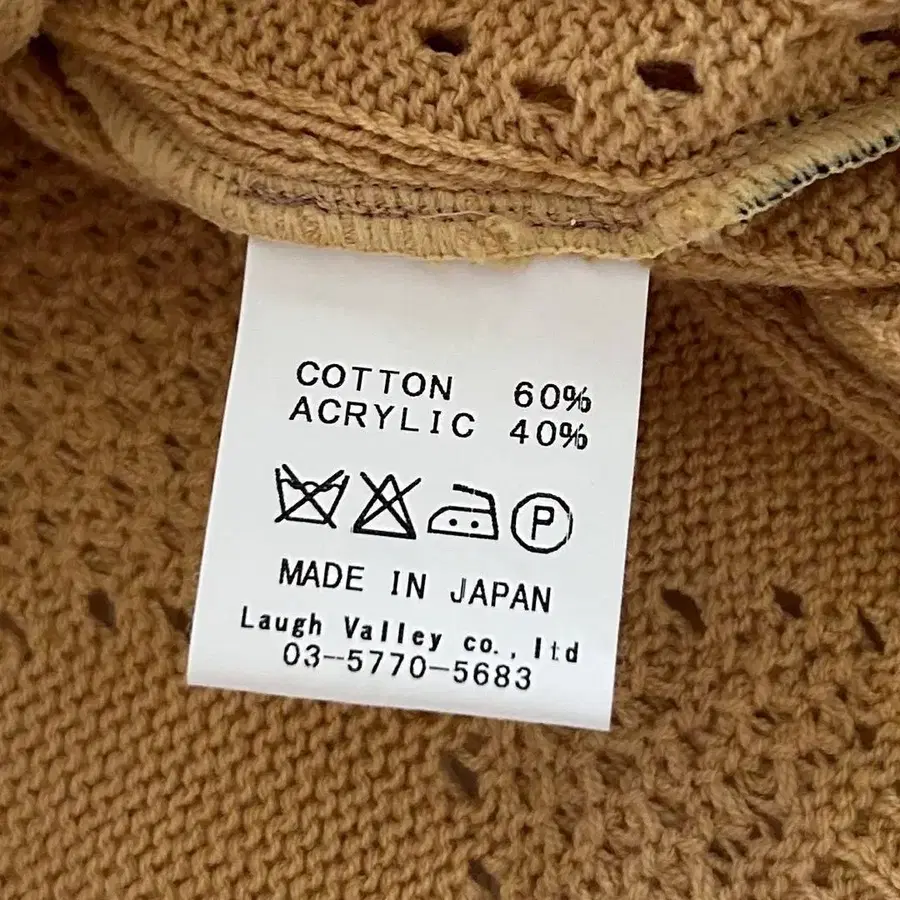 COTTON 60%
ACRYLIC 40%
P
MADE IN JAPAN
Laugh Valley co., ltd
03-5770-5683